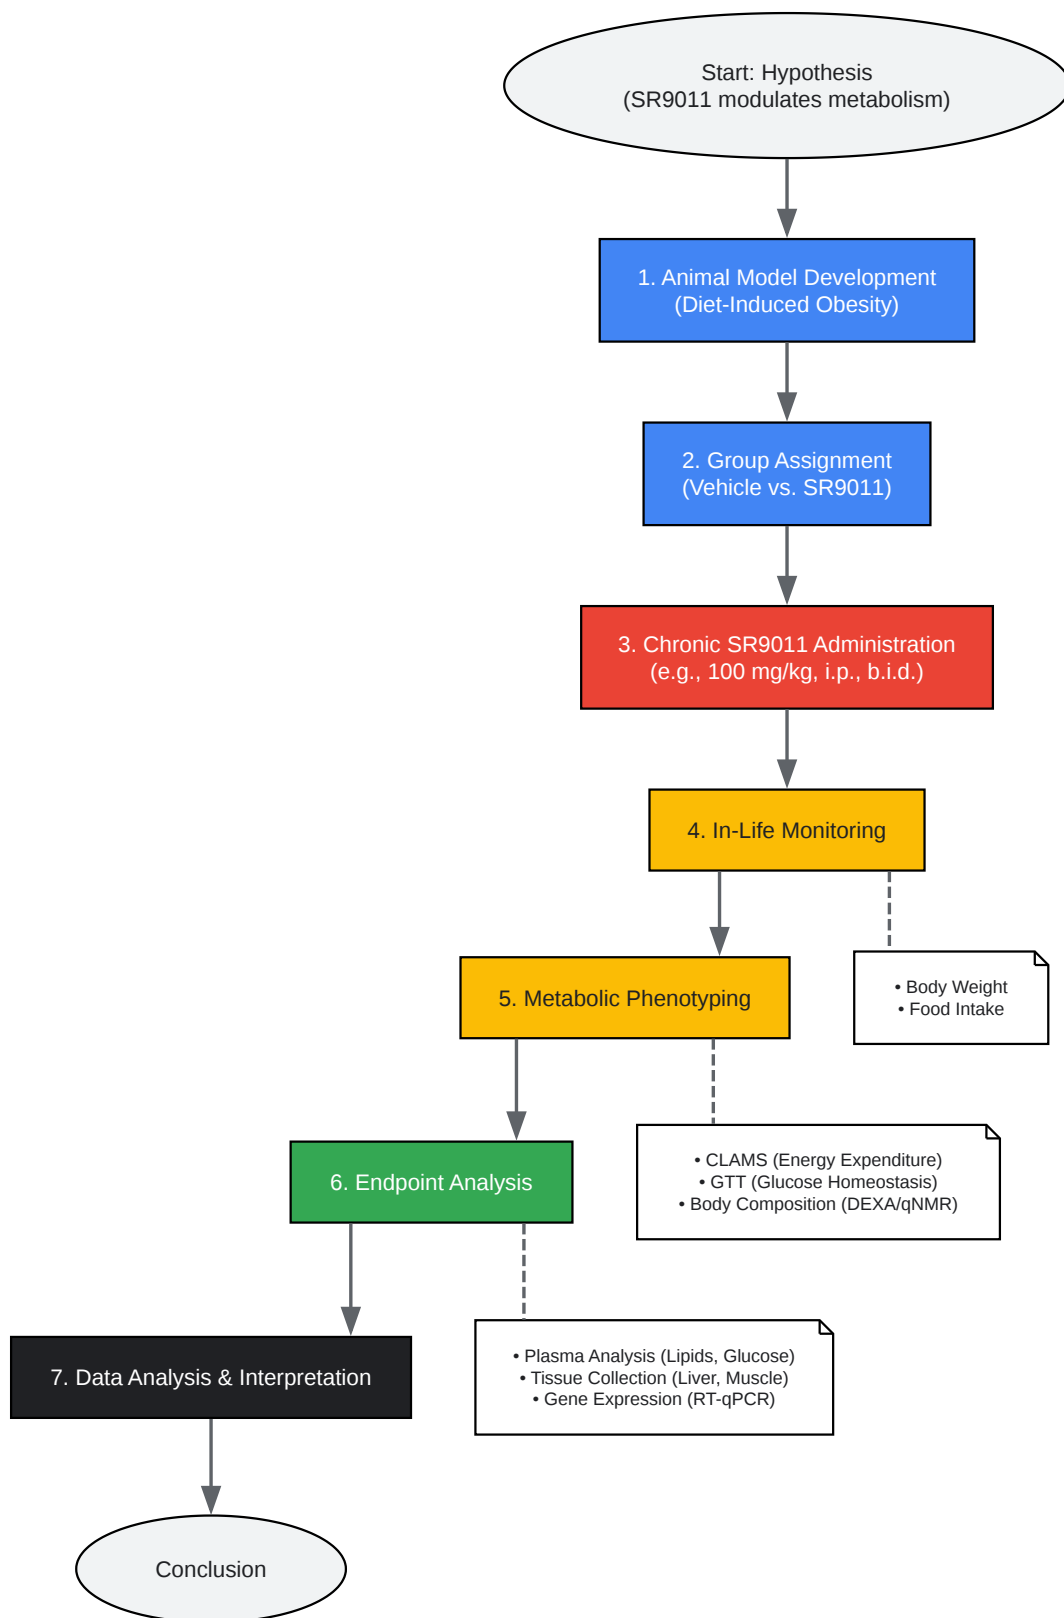 Start: Hypothesis
(SR9011 modulates metabolism)
1. Animal Model Development
(Diet-Induced Obesity)
2. Group Assignment
(Vehicle vs. SR9011)
3. Chronic SR9011 Administration
(e.g., 100 mg/kg, i.p., b.i.d.)
4. In-Life Monitoring
• Body Weight
• Food Intake
5. Metabolic Phenotyping
• CLAMS (Energy Expenditure)
• GTT (Glucose Homeostasis)
• Body Composition (DEXA/qNMR)
6. Endpoint Analysis
• Plasma Analysis (Lipids, Glucose)
• Tissue Collection (Liver, Muscle)
• Gene Expression (RT-qPCR)
7. Data Analysis & Interpretation
Conclusion